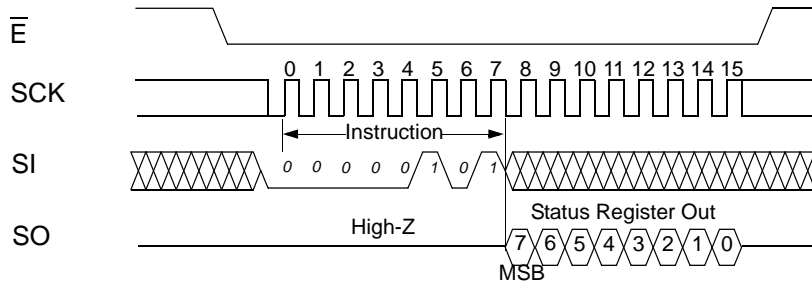 E
0 1 2 3 4 5 6 7 8 9 10 11 12 13 14 15
SCK
Instruction
SI
0 0 0 0 0 1 0 1
High-Z
Status Register Out
SO
7 6 5 4 3 2 1 0
MSB